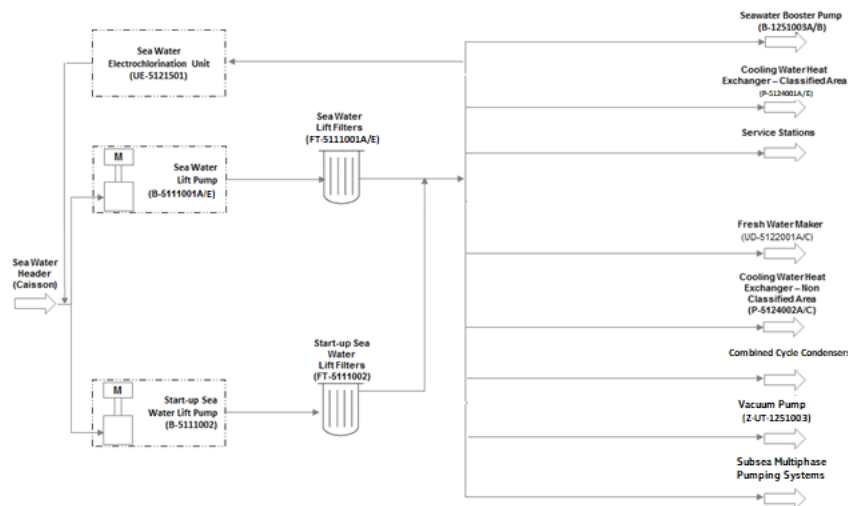 Sea Water
Electrochlorination Unit
(UE-5121501)
M
Sea Water
Lift Pump
(B-5111001A/E)
Sea Water
Lift Filters
(FT-5111001A/E)
Sea Water
Header
(Caisson)
Start-up Sea
Water
Lift Filters
(FT-5111002)
M
Start-up Sea
Water Lift Pump
(B-5111002)
Seawater Booster Pump
(B-1251003A/B)
Cooling Water Heat
Exchanger – Classified Area
(P-5124001A/E)
Service Stations
Fresh Water Maker
(UD-5122001A/C)
Cooling Water Heat
Exchanger – Non
Classified Area
(P-5124002A/C)
Combined Cycle Condensers
Vacuum Pump
(Z-UT-1251003)
Subsea Multiphase
Pumping Systems